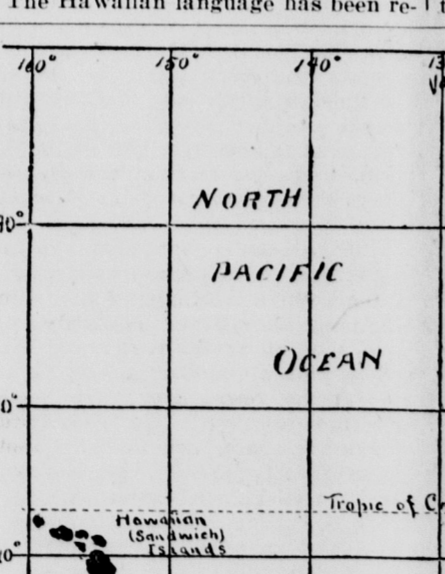 The Hawaiian language has been re-
160° 150° 140°
NORTH
PACIFIC
OCEAN
Tropic of
Hawaiian
(Sandwich)
Islands